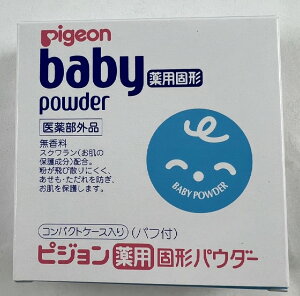 pigeon
baby 薬用固形
powder
医薬部外品
無香料
スクワラン(お肌の
保護成分)配合。
粉が飛び散りにくく、
あせも・ただれを防ぎ、
お肌を保護します。
BABY POWDER
コンパクトケース入り (パフ付)
ピジョン 薬用 固形パウダー